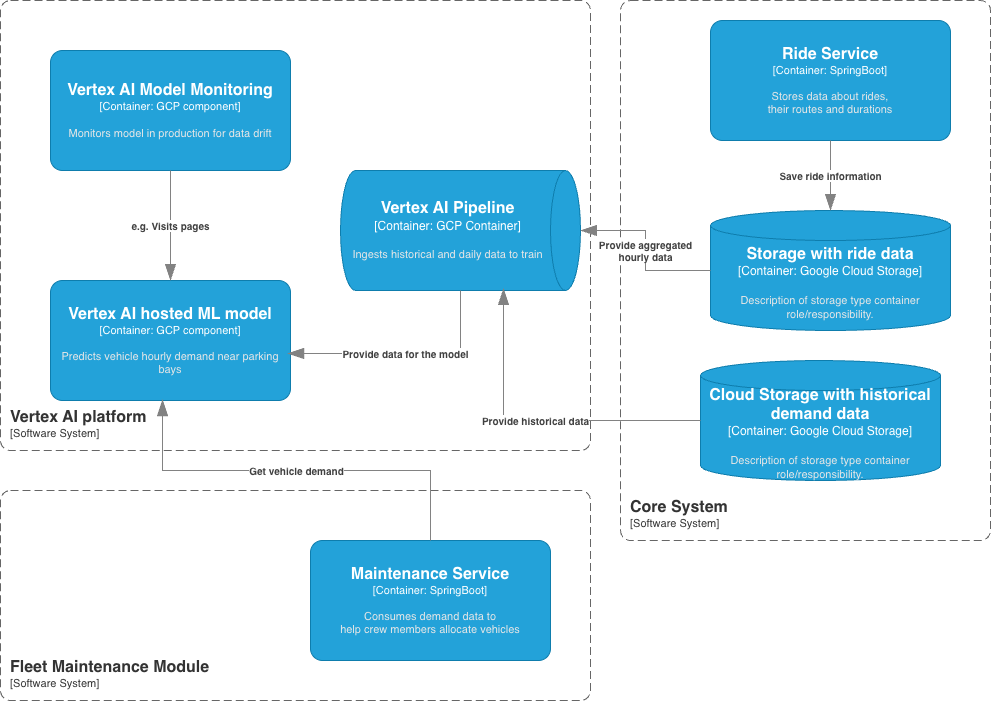 Vertex AI Model Monitoring
[Container: GCP component]
Monitors model in production for data drift
e.g. Visits pages
Vertex AI hosted ML model
[Container: GCP component]
Predicts vehicle hourly demand near parking
bays
Vertex AI platform
[Software System]
Vertex AI Pipeline
[Container: GCP Container]
Ingests historical and daily data to train
Provide data for the model
Ride Service
[Container: SpringBoot]
Stores data about rides,
their routes and durations
Save ride information
Provide aggregated
hourly data
Storage with ride data
[Container: Google Cloud Storage]
Description of storage type container
role/responsibility.
Cloud Storage with historical
demand data
[Container: Google Cloud Storage]
Description of storage type container
role/responsibility.
Provide historical data
Core System
[Software System]
Get vehicle demand
Maintenance Service
[Container: SpringBoot]
Consumes demand data to
help crew members allocate vehicles
Fleet Maintenance Module
[Software System]